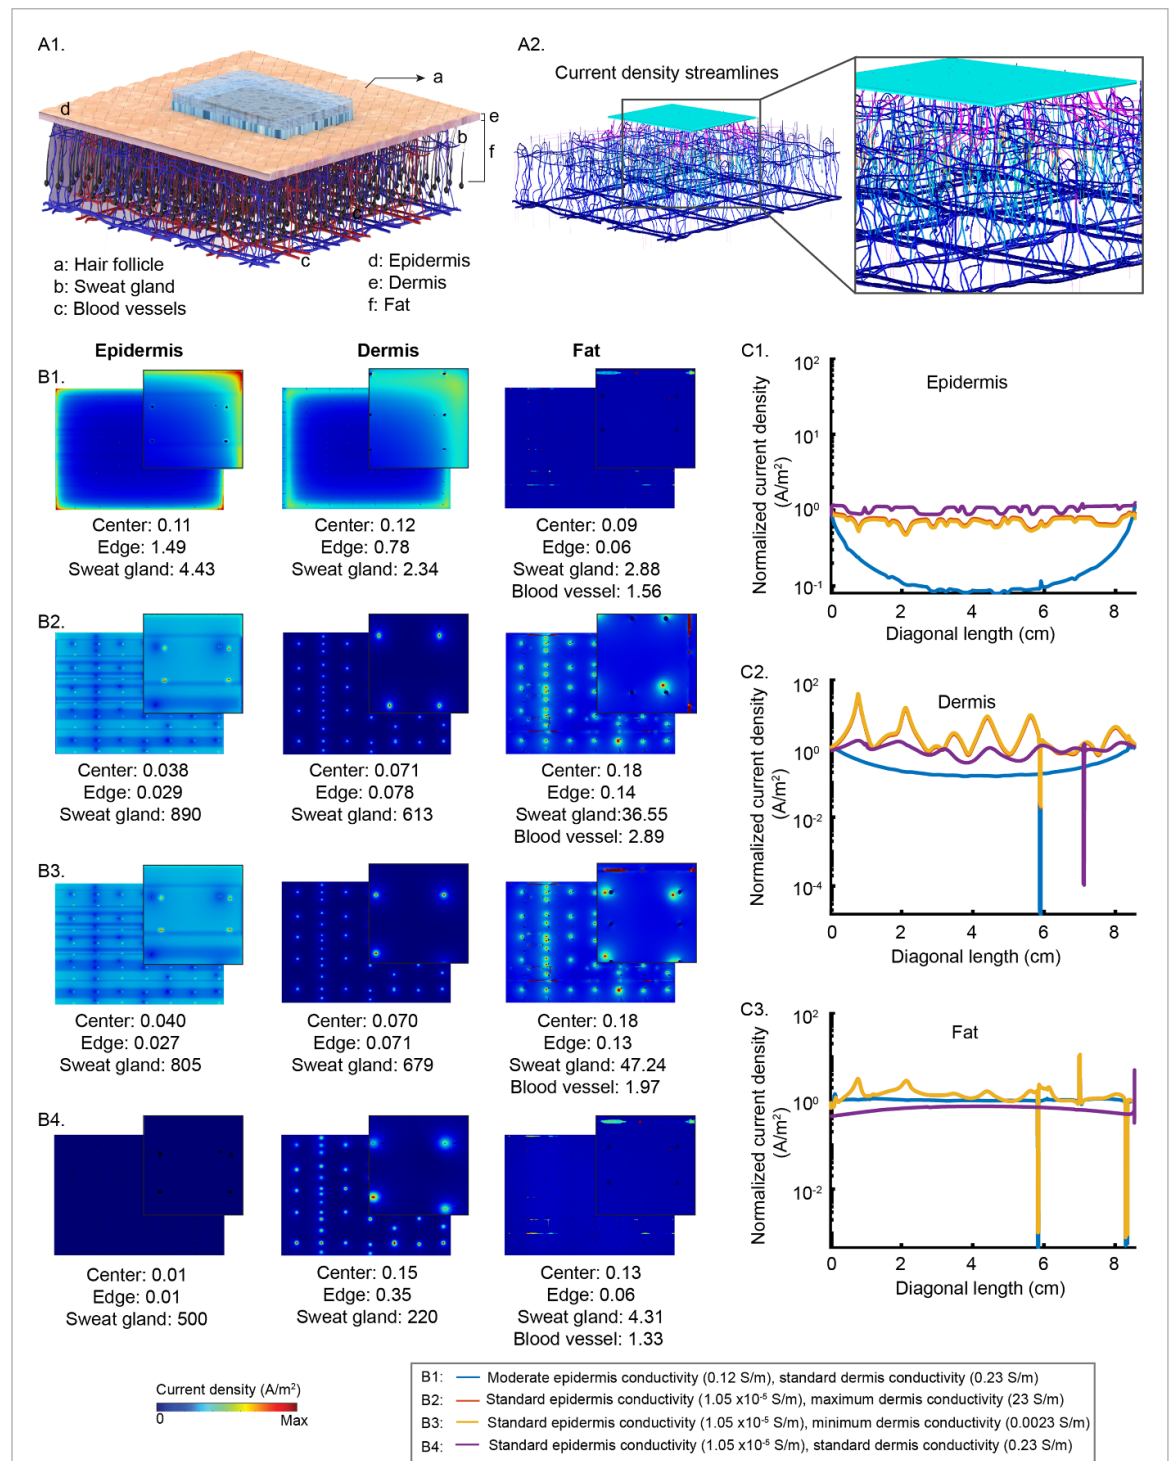 A1.
a
d
e
b
f
c
c
a: Hair follicle
b: Sweat gland
c: Blood vessels
d: Epidermis
e: Dermis
f: Fat
A2.
Current density streamlines
Epidermis
Dermis
Fat
B1.
Center: 0.11
Edge: 1.49
Sweat gland: 4.43
Center: 0.12
Edge: 0.78
Sweat gland: 2.34
Center: 0.09
Edge: 0.06
Sweat gland: 2.88
Blood vessel: 1.56
B2.
Center: 0.038
Edge: 0.029
Sweat gland: 890
Center: 0.071
Edge: 0.078
Sweat gland: 613
Center: 0.18
Edge: 0.14
Sweat gland:36.55
Blood vessel: 2.89
B3.
Center: 0.040
Edge: 0.027
Sweat gland: 805
Center: 0.070
Edge: 0.071
Sweat gland: 679
Center: 0.18
Edge: 0.13
Sweat gland: 47.24
Blood vessel: 1.97
B4.
Center: 0.01
Edge: 0.01
Sweat gland: 500
Center: 0.15
Edge: 0.35
Sweat gland: 220
Center: 0.13
Edge: 0.06
Sweat gland: 4.31
Blood vessel: 1.33
Current density (A/m²)
0 Max
C1.
Epidermis
Normalized current density
(A/m²)
10²
10¹
10⁰
10⁻¹
0 2 4 6 8
Diagonal length (cm)
C2.
Dermis
Normalized current density
(A/m²)
10²
10⁰
10⁻²
10⁻⁴
0 2 4 6 8
Diagonal length (cm)
C3.
Fat
Normalized current density
(A/m²)
10²
10⁰
10⁻²
0 2 4 6 8
Diagonal length (cm)
B1: Moderate epidermis conductivity (0.12 S/m), standard dermis conductivity (0.23 S/m)
B2: Standard epidermis conductivity (1.05 x10⁻⁵ S/m), maximum dermis conductivity (23 S/m)
B3: Standard epidermis conductivity (1.05 x10⁻⁵ S/m), minimum dermis conductivity (0.0023 S/m)
B4: Standard epidermis conductivity (1.05 x10⁻⁵ S/m), standard dermis conductivity (0.23 S/m)